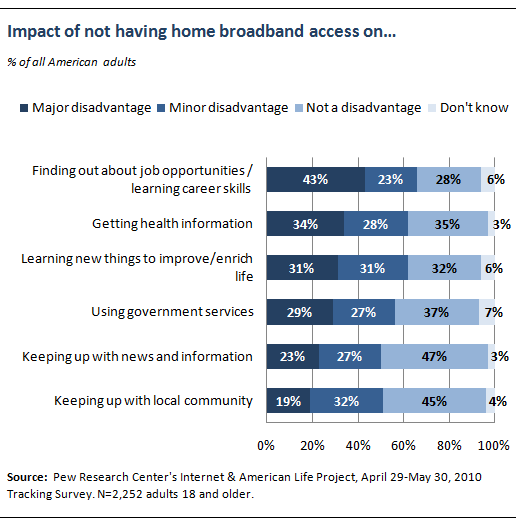 Impact of not having home broadband access on...
% of all American adults
Major disadvantage Minor disadvantage Not a disadvantage Don't know
Finding out about job opportunities /
learning career skills
43% 23% 28% 6%
Getting health information
34% 28% 35% 3%
Learning new things to improve/enrich
life
31% 31% 32% 6%
Using government services
29% 27% 37% 7%
Keeping up with news and information
23% 27% 47% 3%
Keeping up with local community
19% 32% 45% 4%
0% 20% 40% 60% 80% 100%
Source: Pew Research Center's Internet & American Life Project, April 29-May 30, 2010
Tracking Survey. N=2,252 adults 18 and older.